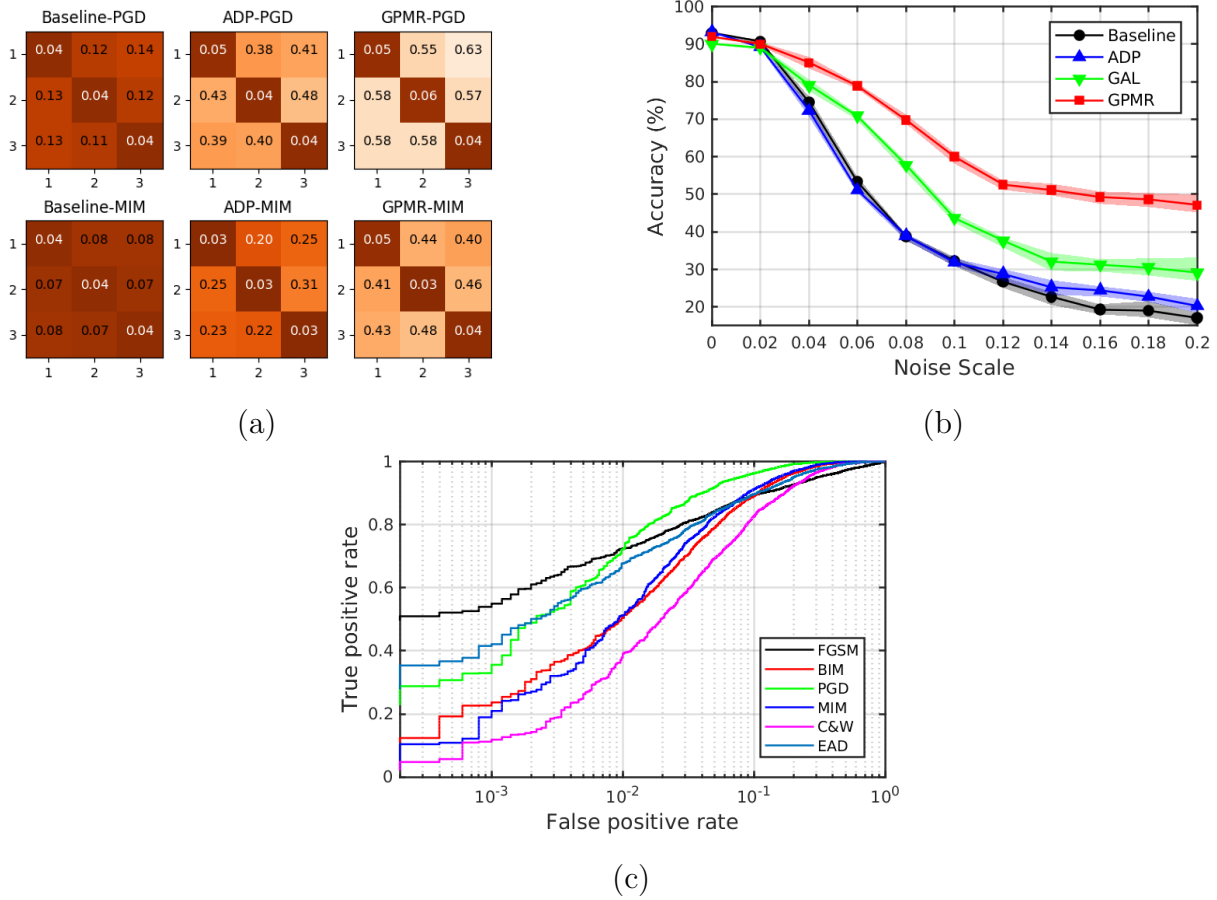 Baseline-PGD ADP-PGD GPMR-PGD
1 0.04 0.12 0.14 0.05 0.38 0.41 0.05 0.55 0.63
2 0.13 0.04 0.12 0.43 0.04 0.48 0.58 0.06 0.57
3 0.13 0.11 0.04 0.39 0.40 0.04 0.58 0.58 0.04
1 2 3 1 2 3 1 2 3
Baseline-MIM ADP-MIM GPMR-MIM
1 0.04 0.08 0.08 0.03 0.20 0.25 0.05 0.44 0.40
2 0.07 0.04 0.07 0.25 0.03 0.31 0.41 0.03 0.46
3 0.08 0.07 0.04 0.23 0.22 0.03 0.43 0.48 0.04
1 2 3 1 2 3 1 2 3
(a)
Accuracy (%)
100
90
80
70
60
50
40
30
20
Baseline
ADP
GAL
GPMR
0 0.02 0.04 0.06 0.08 0.1 0.12 0.14 0.16 0.18 0.2
Noise Scale
(b)
True positive rate
1
0.8
0.6
0.4
0.2
0
FGSM
BIM
PGD
MIM
C&W
EAD
10⁻³ 10⁻² 10⁻¹ 10⁰
False positive rate
(c)